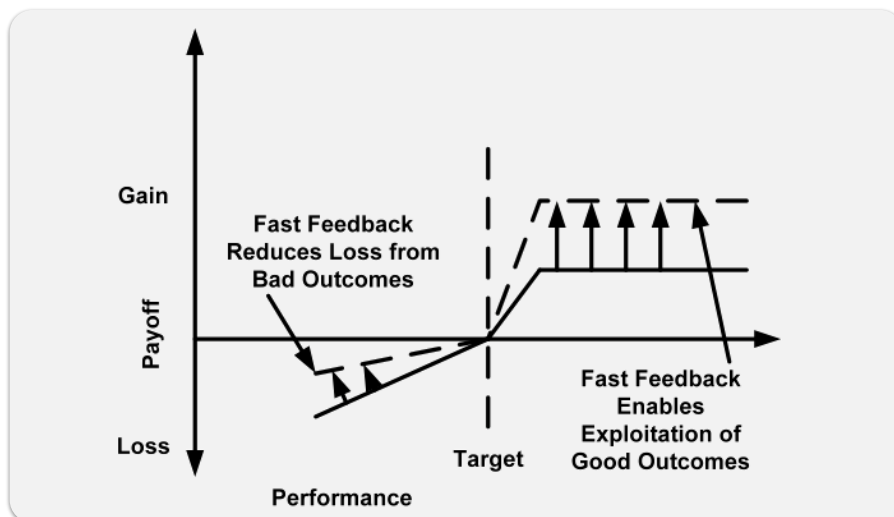 Gain
Fast Feedback
Reduces Loss from
Bad Outcomes
Payoff
Loss
Target
Performance
Fast Feedback
Enables
Exploitation of
Good Outcomes